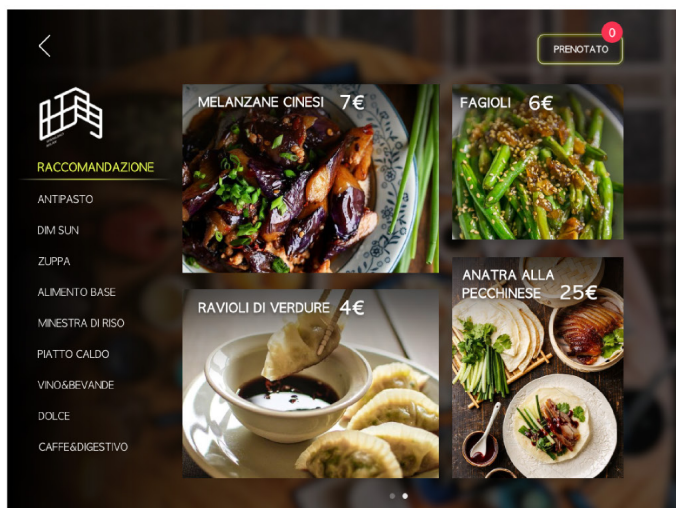 0
PRENOTATO
RACCOMANDAZIONE
ANTIPASTO
DIM SUN
ZUPPA
ALIMENTO BASE
MINESTRA DI RISO
PIATTO CALDO
VINO&BEVANDE
DOLCE
CAFFE&DIGESTIVO
MELANZANE CINESI 7€
FAGIOLI 6€
RAVIOLI DI VERDURE 4€
ANATRA ALLA
PECCHINESE 25€